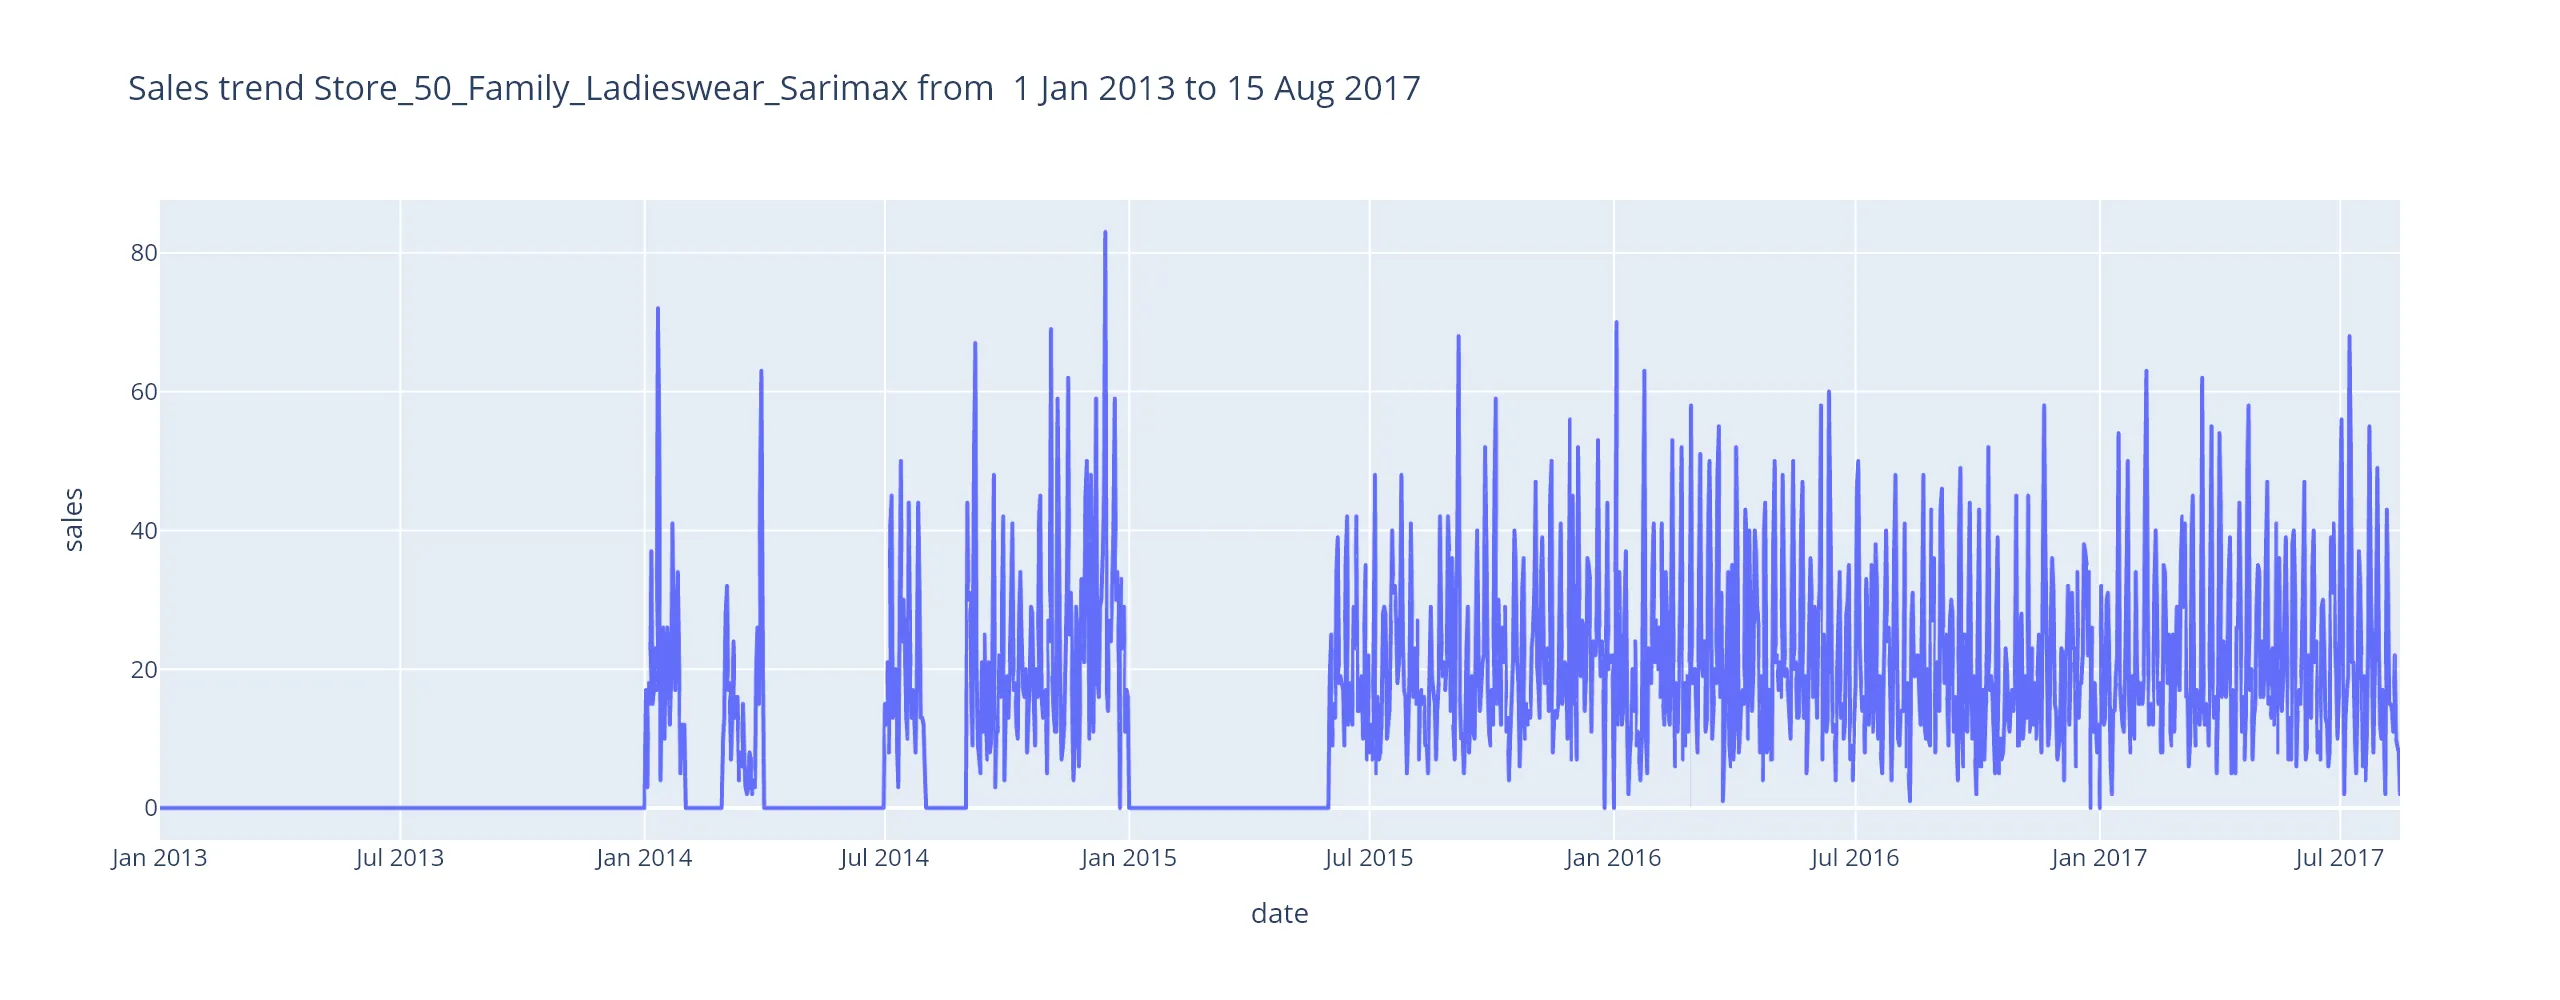 Sales trend Store_50_Family_Ladieswear_Sarimax from  1 Jan 2013 to 15 Aug 2017
80
60
40
20
0
sales
Jan 2013 Jul 2013 Jan 2014 Jul 2014 Jan 2015 Jul 2015 Jan 2016 Jul 2016 Jan 2017 Jul 2017
date